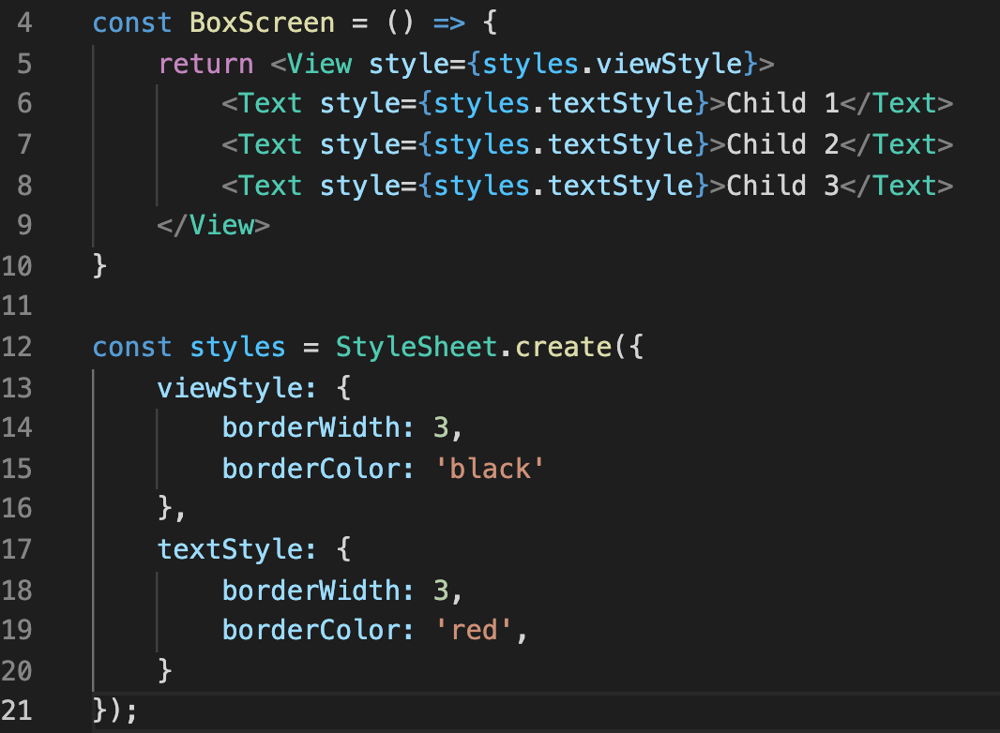 4 const BoxScreen = () => {
5     return <View style={styles.viewStyle}>
6         <Text style={styles.textStyle}>Child 1</Text>
7         <Text style={styles.textStyle}>Child 2</Text>
8         <Text style={styles.textStyle}>Child 3</Text>
9     </View>
10 }
11
12 const styles = StyleSheet.create({
13     viewStyle: {
14         borderWidth: 3,
15         borderColor: 'black'
16     },
17     textStyle: {
18         borderWidth: 3,
19         borderColor: 'red',
20     }
21 });